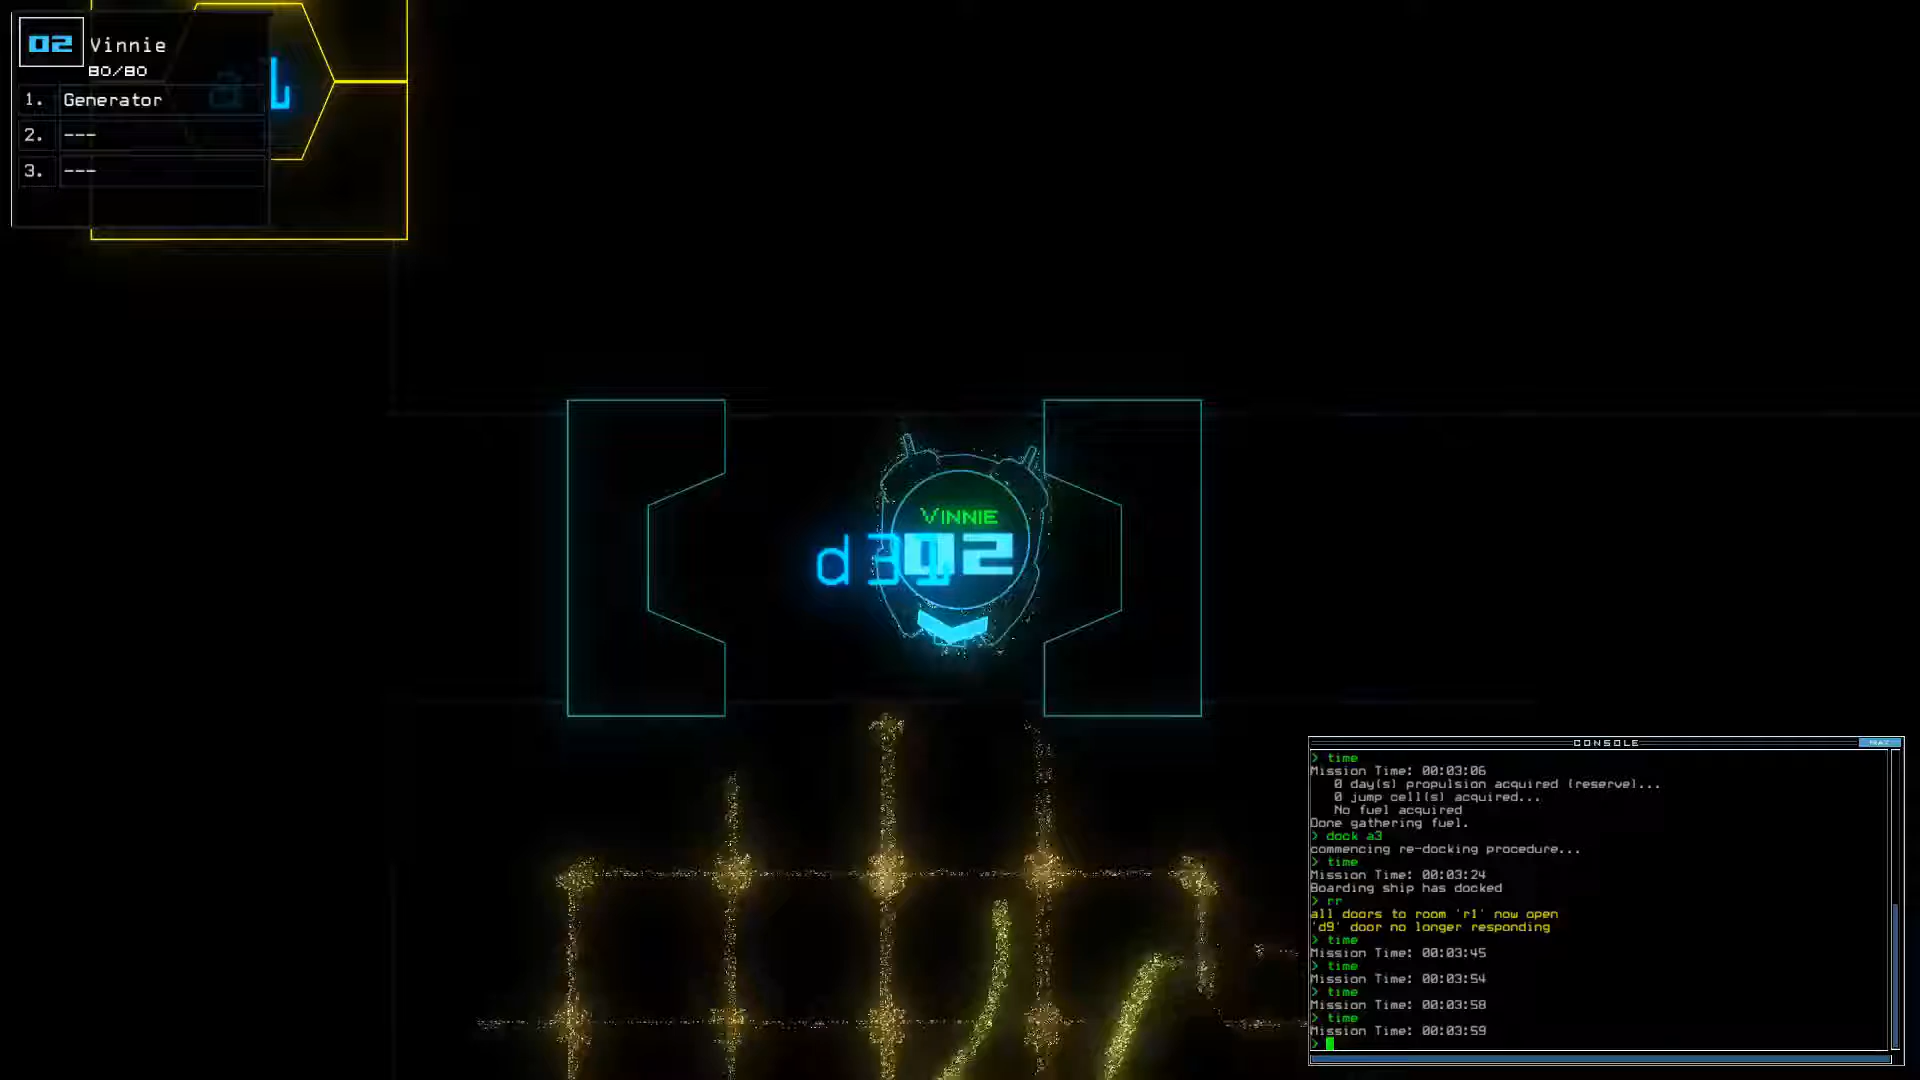 02 Vinnie
80/80
1. Generator
2. ---
3. ---
VINNIE
02
CONSOLE
> time
Mission Time: 00:03:06
0 day(s) propulsion acquired (reserve)...
0 jump cell(s) acquired...
No fuel acquired
Done gathering fuel.
> dock a3
commencing re-docking procedure...
> time
Mission Time: 00:03:24
Boarding ship has docked
> rr
all doors to room 'r1' now open
'd9' door no longer responding
> time
Mission Time: 00:03:45
> time
Mission Time: 00:03:54
> time
Mission Time: 00:03:58
> time
Mission Time: 00:03:59
>